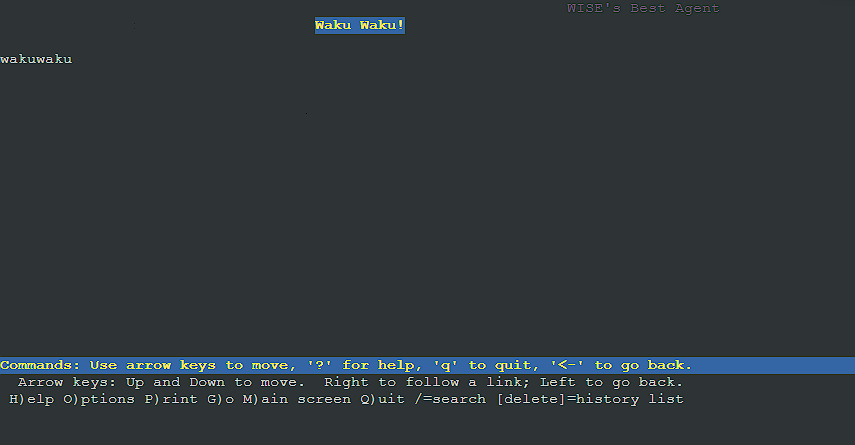 WISE's Best Agent
Waku Waku!
wakuwaku
Commands: Use arrow keys to move, '?' for help, 'q' to quit, '<-' to go back.
Arrow keys: Up and Down to move.  Right to follow a link; Left to go back.
H)elp O)ptions P)rint G)o M)ain screen Q)uit /=search [delete]=history list